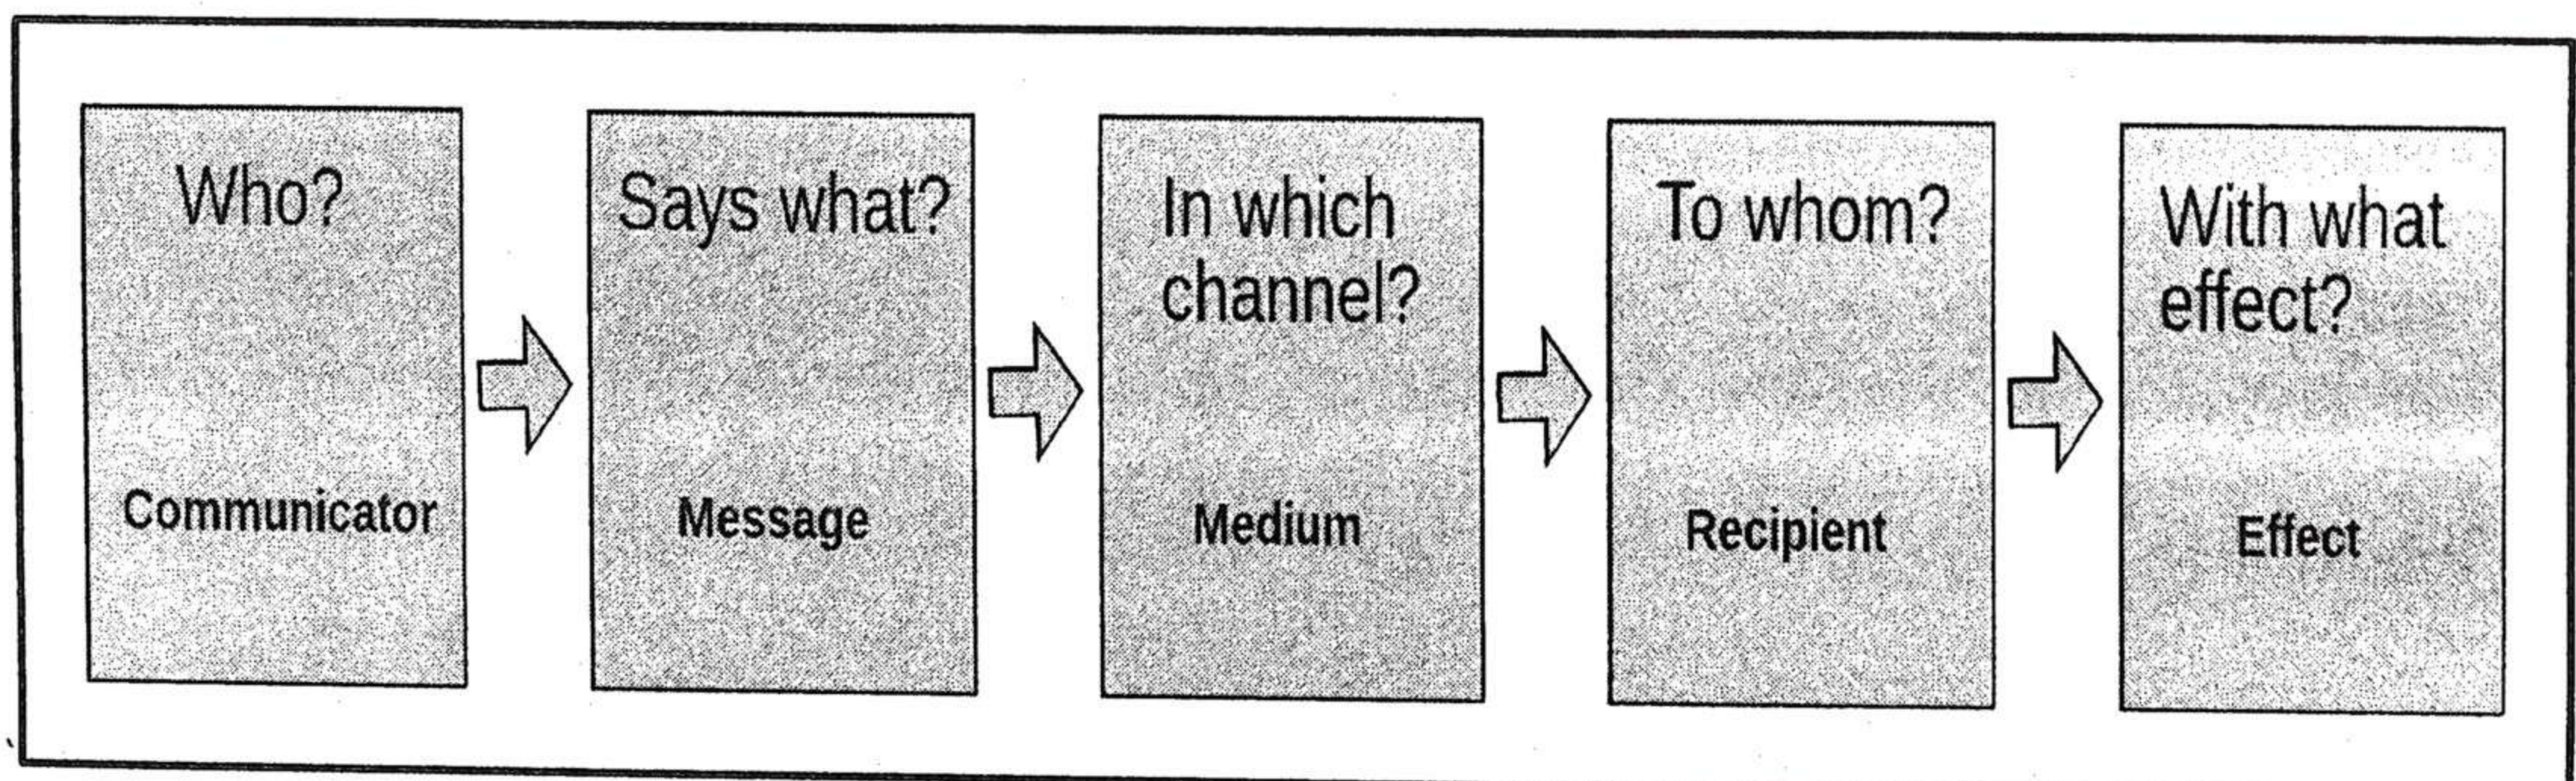 Who?
Communicator
Says what?
Message
In which
channel?
Medium
To whom?
Recipient
With what
effect?
Effect